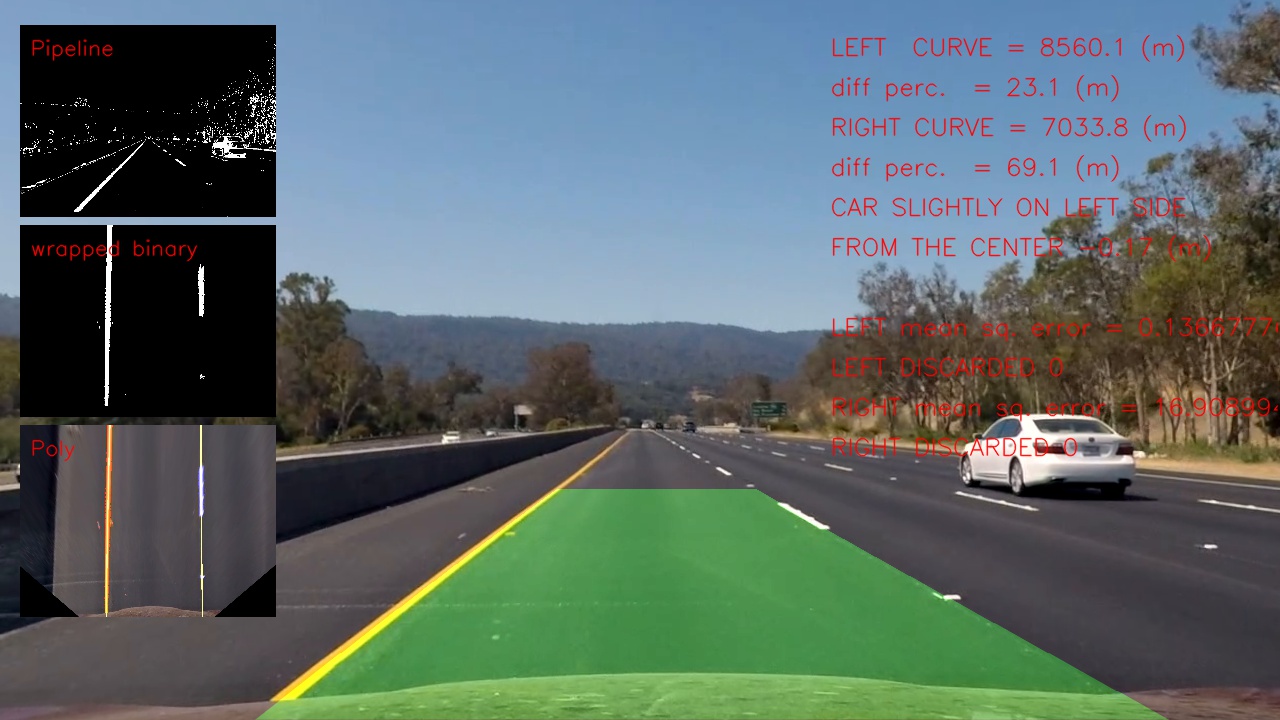 Pipeline
wrapped binary
Poly
LEFT CURVE = 8560.1 (m)
diff perc. = 23.1 (m)
RIGHT CURVE = 7033.8 (m)
diff perc. = 69.1 (m)
CAR SLIGHTLY ON LEFT SIDE
FROM THE CENTER -0.17 (m)
LEFT mean sq. error = 0.1366777
LEFT DISCARDED 0
RIGHT mean sq. error = 16.90899
RIGHT DISCARDED 0